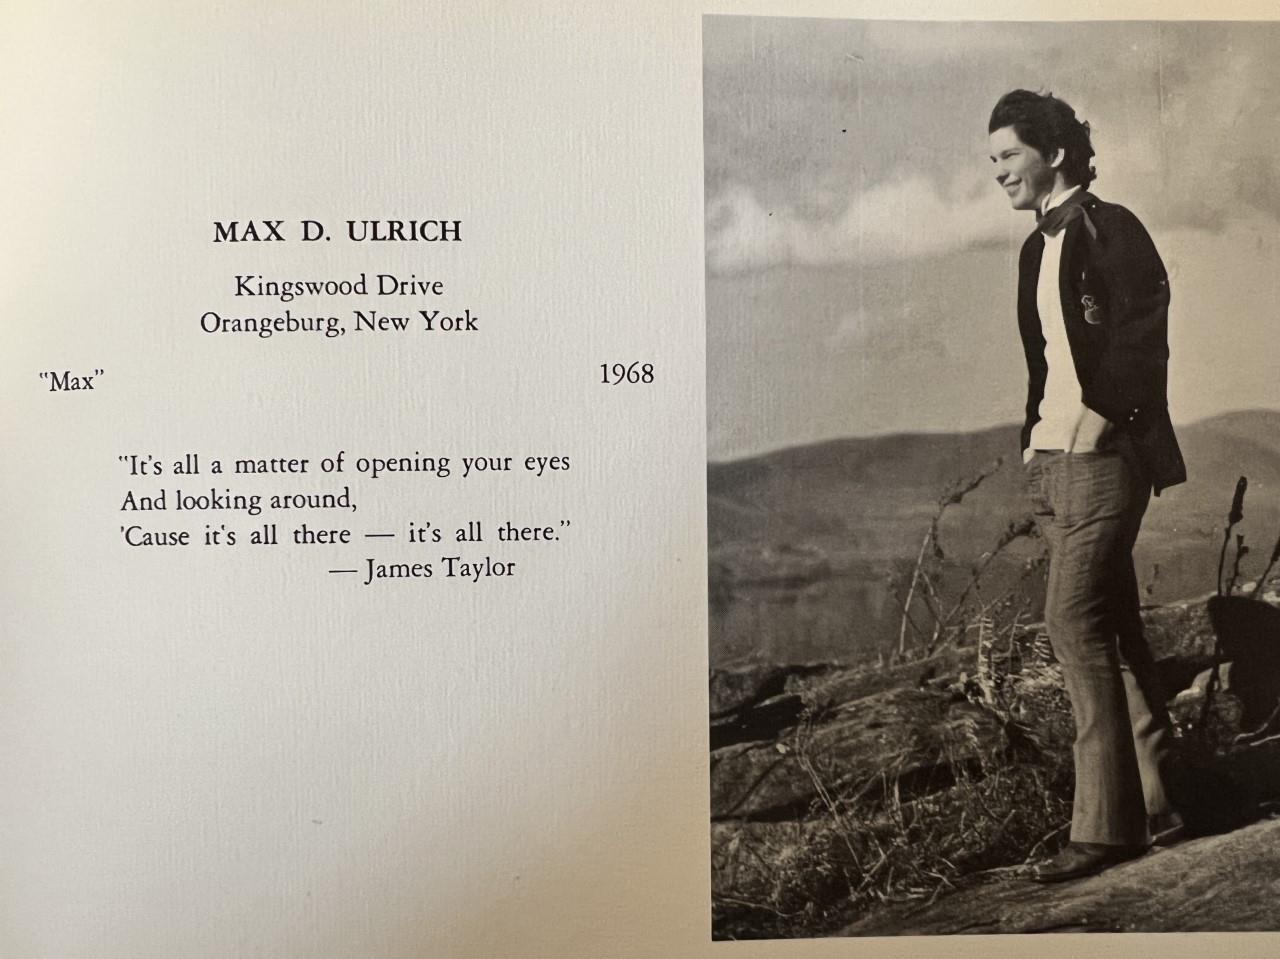 MAX D. ULRICH
Kingswood Drive
Orangeburg, New York
"Max" 1968
"It's all a matter of opening your eyes
And looking around,
'Cause it's all there — it's all there."
— James Taylor